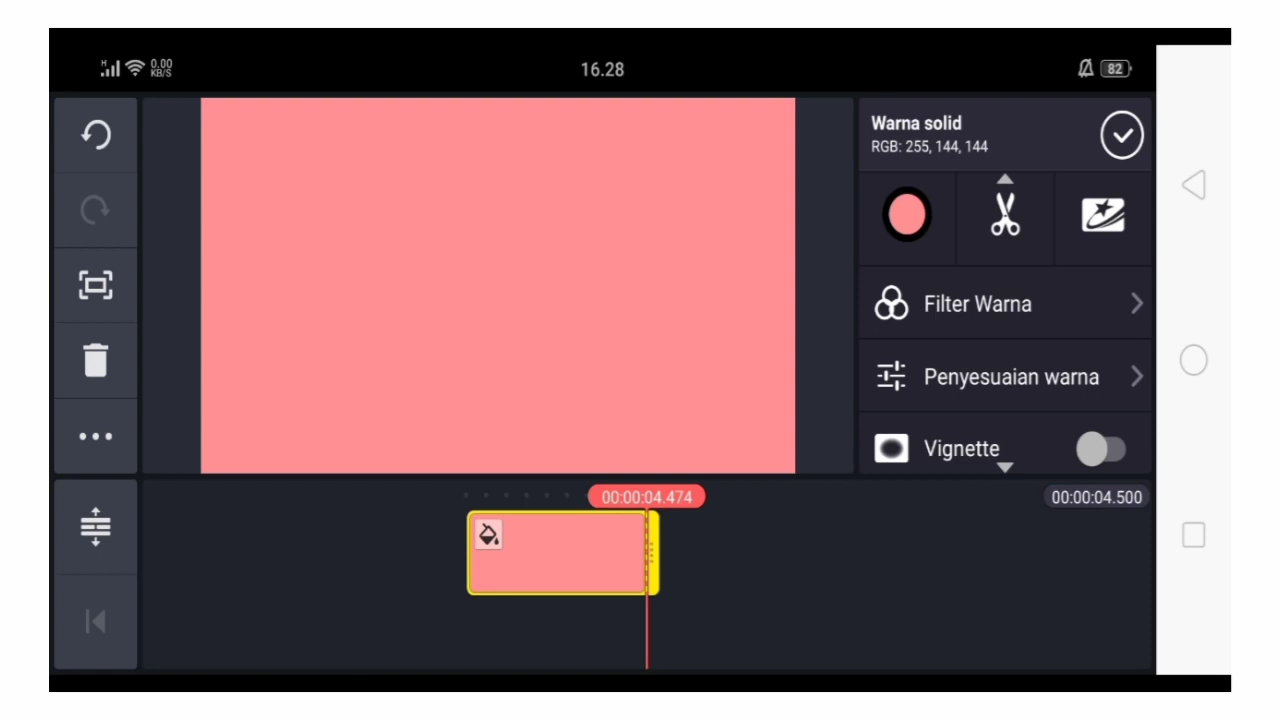 H 0.00 KB/S
16.28
82
Warna solid
RGB: 255, 144, 144
Filter Warna
Penyesuaian warna
Vignette
00:00:04.474
00:00:04.500